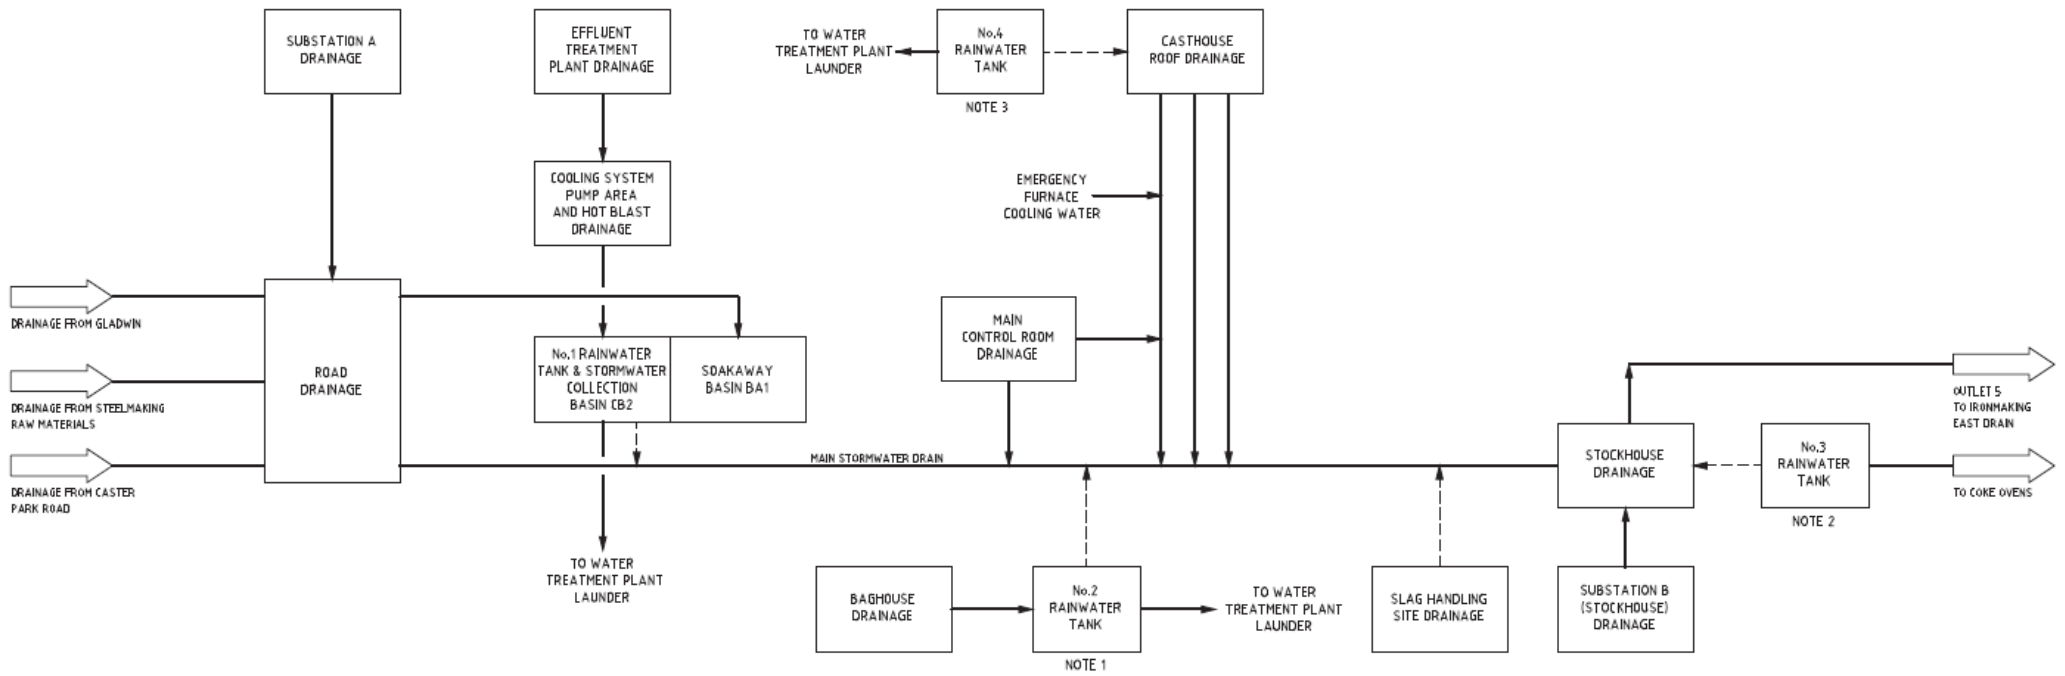 SUBSTATION A
DRAINAGE
EFFLUENT
TREATMENT
PLANT DRAINAGE
TO WATER
TREATMENT PLANT
LAUNDER
No.4
RAINWATER
TANK
NOTE 3
CASTHOUSE
ROOF DRAINAGE
COOLING SYSTEM
PUMP AREA
AND HOT BLAST
DRAINAGE
EMERGENCY
FURNACE
COOLING WATER
DRAINAGE FROM GLADWIN
DRAINAGE FROM STEELMAKING
RAW MATERIALS
DRAINAGE FROM CASTER
PARK ROAD
ROAD
DRAINAGE
No.1 RAINWATER
TANK & STORMWATER
COLLECTION
BASIN CB2
SOAKAWAY
BASIN BA1
MAIN
CONTROL ROOM
DRAINAGE
MAIN STORMWATER DRAIN
STOCKHOUSE
DRAINAGE
No.3
RAINWATER
TANK
NOTE 2
OUTLET 5
TO IRONMAKING
EAST DRAIN
TO COKE OVENS
TO WATER
TREATMENT PLANT
LAUNDER
BAGHOUSE
DRAINAGE
No.2
RAINWATER
TANK
NOTE 1
TO WATER
TREATMENT PLANT
LAUNDER
SLAG HANDLING
SITE DRAINAGE
SUBSTATION B
(STOCKHOUSE)
DRAINAGE